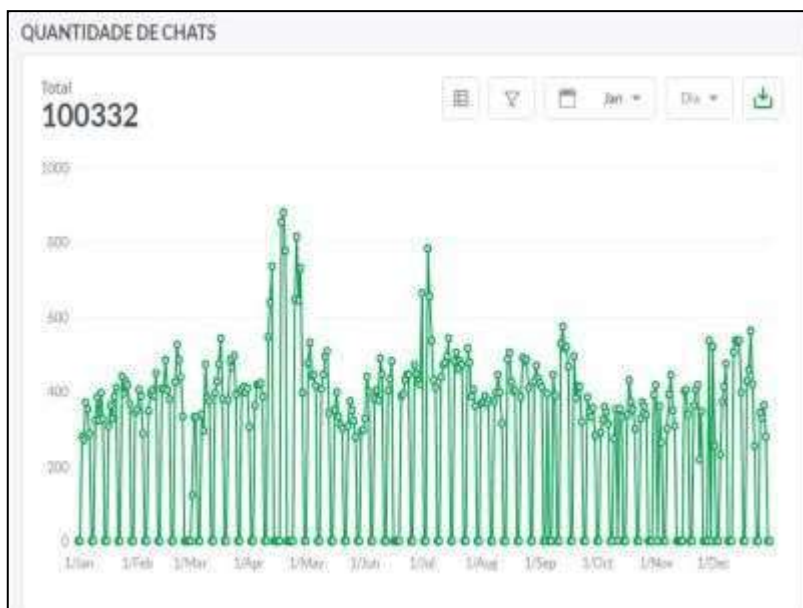 QUANTIDADE DE CHATS
Total
100332
Jan
Dia
1000
800
600
400
200
0
1/Jan 1/Feb 1/Mar 1/Apr 1/May 1/Jun 1/Jul 1/Aug 1/Sep 1/Oct 1/Nov 1/Dec